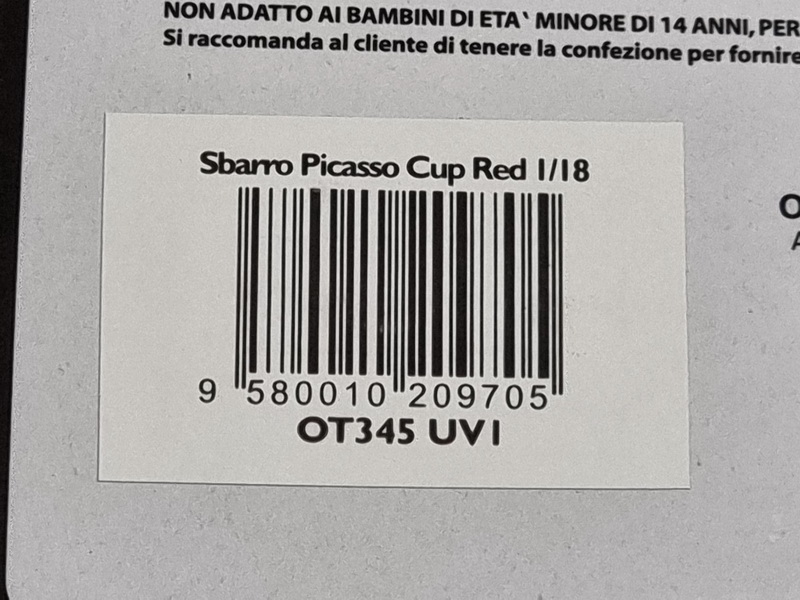 NON ADATTO AI BAMBINI DI ETA` MINORE DI 14 ANNI, PER
Si raccomanda al cliente di tenere la confezione per fornire
Sbarro Picasso Cup Red 1/18
9 580010 209705
OT345 UV1